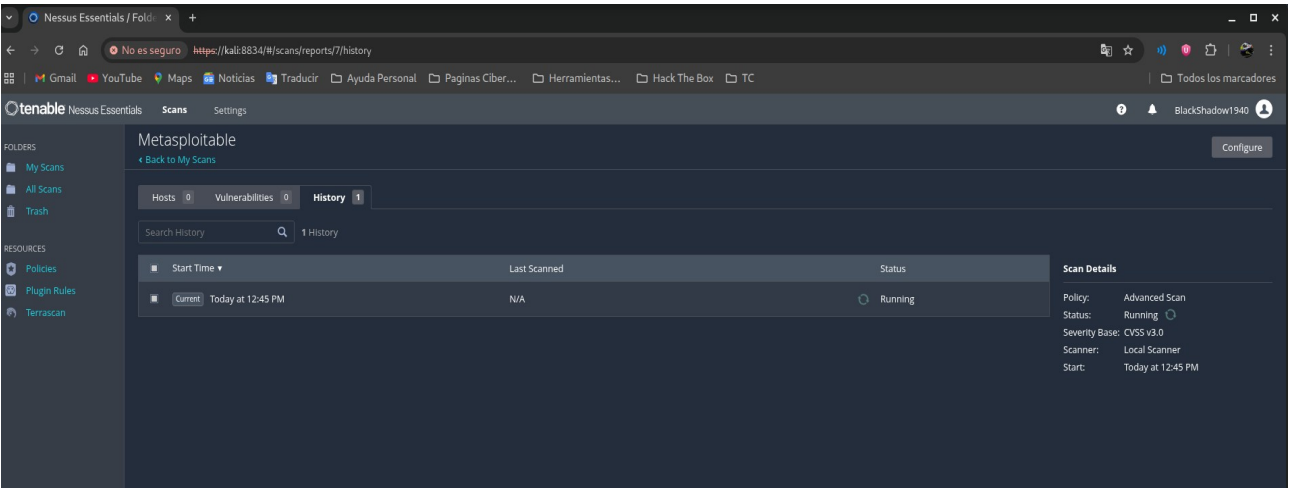 Nessus Essentials / Folde
No es seguro https://kali:8834/#/scans/reports/7/history
Gmail YouTube Maps Noticias Traducir Ayuda Personal Paginas Ciber... Herramientas... Hack The Box TC Todos los marcadores
tenable Nessus Essentials Scans Settings BlackShadow1940
FOLDERS
My Scans
All Scans
Trash
RESOURCES
Policies
Plugin Rules
Terrascan
Metasploitable
Back to My Scans
Configure
Hosts 0 Vulnerabilities 0 History 1
Search History 1 History
Start Time Last Scanned Status
Current Today at 12:45 PM N/A Running
Scan Details
Policy: Advanced Scan
Status: Running
Severity Base: CVSS v3.0
Scanner: Local Scanner
Start: Today at 12:45 PM